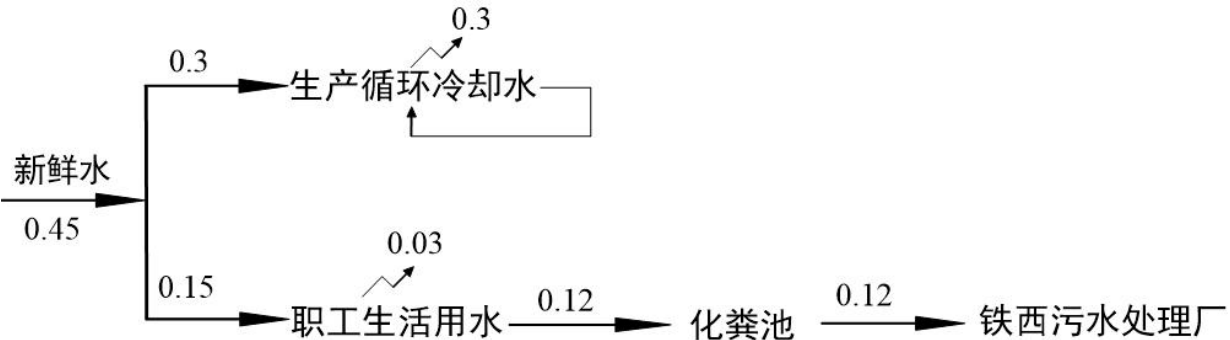 0.3
0.3
生产循环冷却水
新鲜水
0.45
0.03
0.15
职工生活用水
0.12
化粪池
0.12
铁西污水处理厂